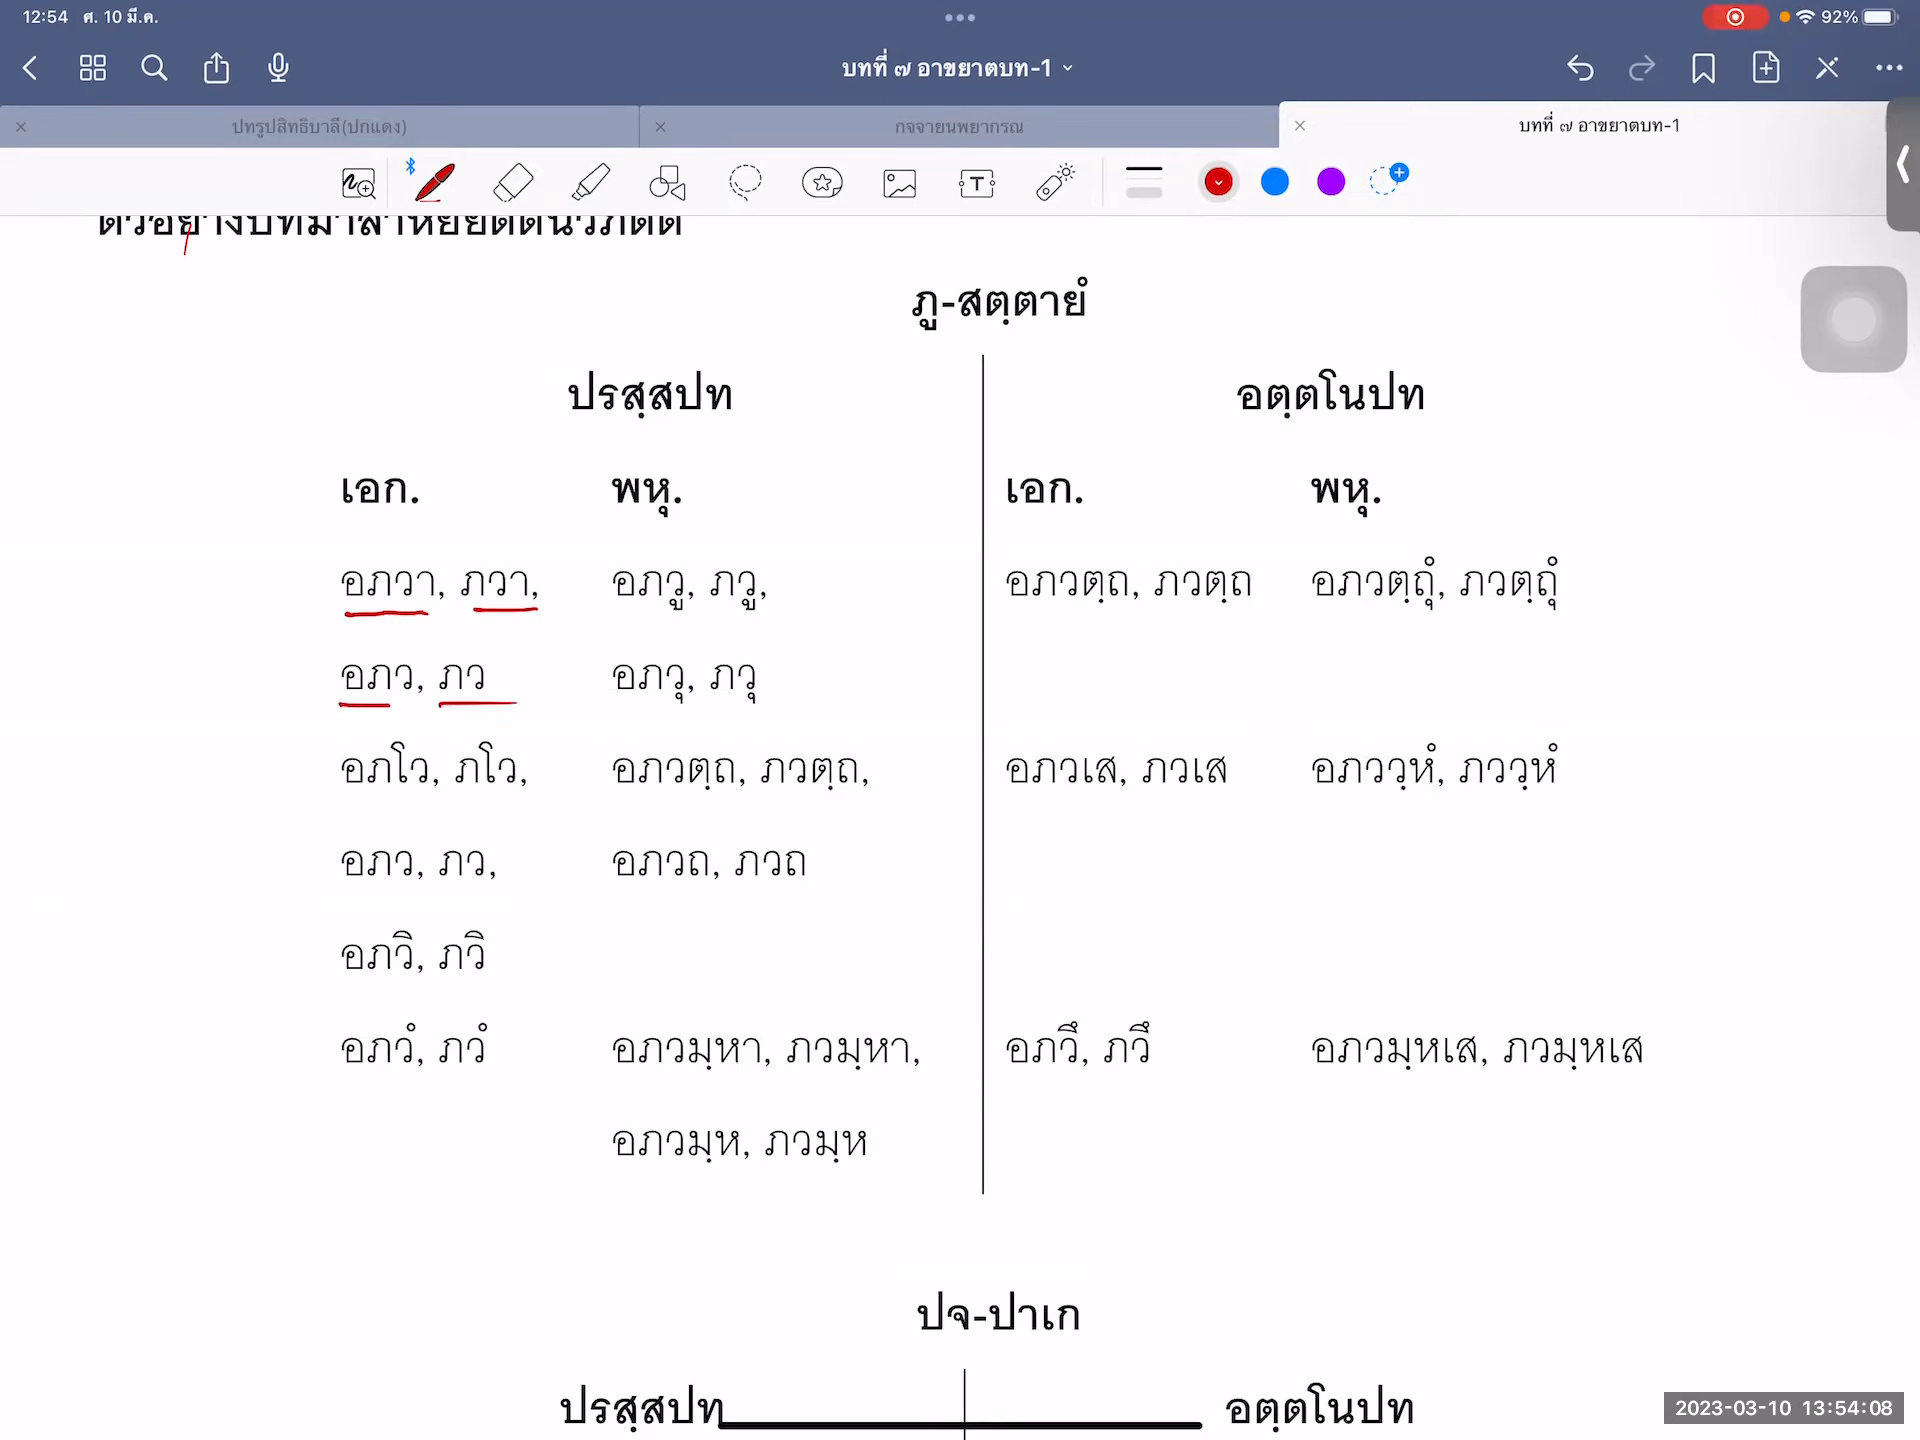 12:54 ศ. 10 มี.ค.
92%
บทที่ ๗ อาขยาตบท-1
ปทรูปสิทธิบาลี(ปกแดง)
กจจายนพยากรณ
บทที่ ๗ อาขยาตบท-1
ภู-สตฺตายํ
ปรสฺสปท อตฺตโนปท
เอก. พหุ. เอก. พหุ.
อภวา, ภวา, อภวู, ภวู, อภวตฺถ, ภวตฺถ อภวตฺถุํ, ภวตฺถุํ
อภว, ภว อภวุ, ภวุ
อภโว, ภโว, อภวตฺถ, ภวตฺถ, อภวเส, ภวเส อภววฺหํ, ภววฺหํ
อภว, ภว, อภวถ, ภวถ
อภวิ, ภวิ
อภวํ, ภวํ อภวมฺหา, ภวมฺหา, อภวึ, ภวึ อภวมฺหเส, ภวมฺหเส
อภวมฺห, ภวมฺห
ปจ-ปาเก
ปรสฺสปท อตฺตโนปท
2023-03-10 13:54:08